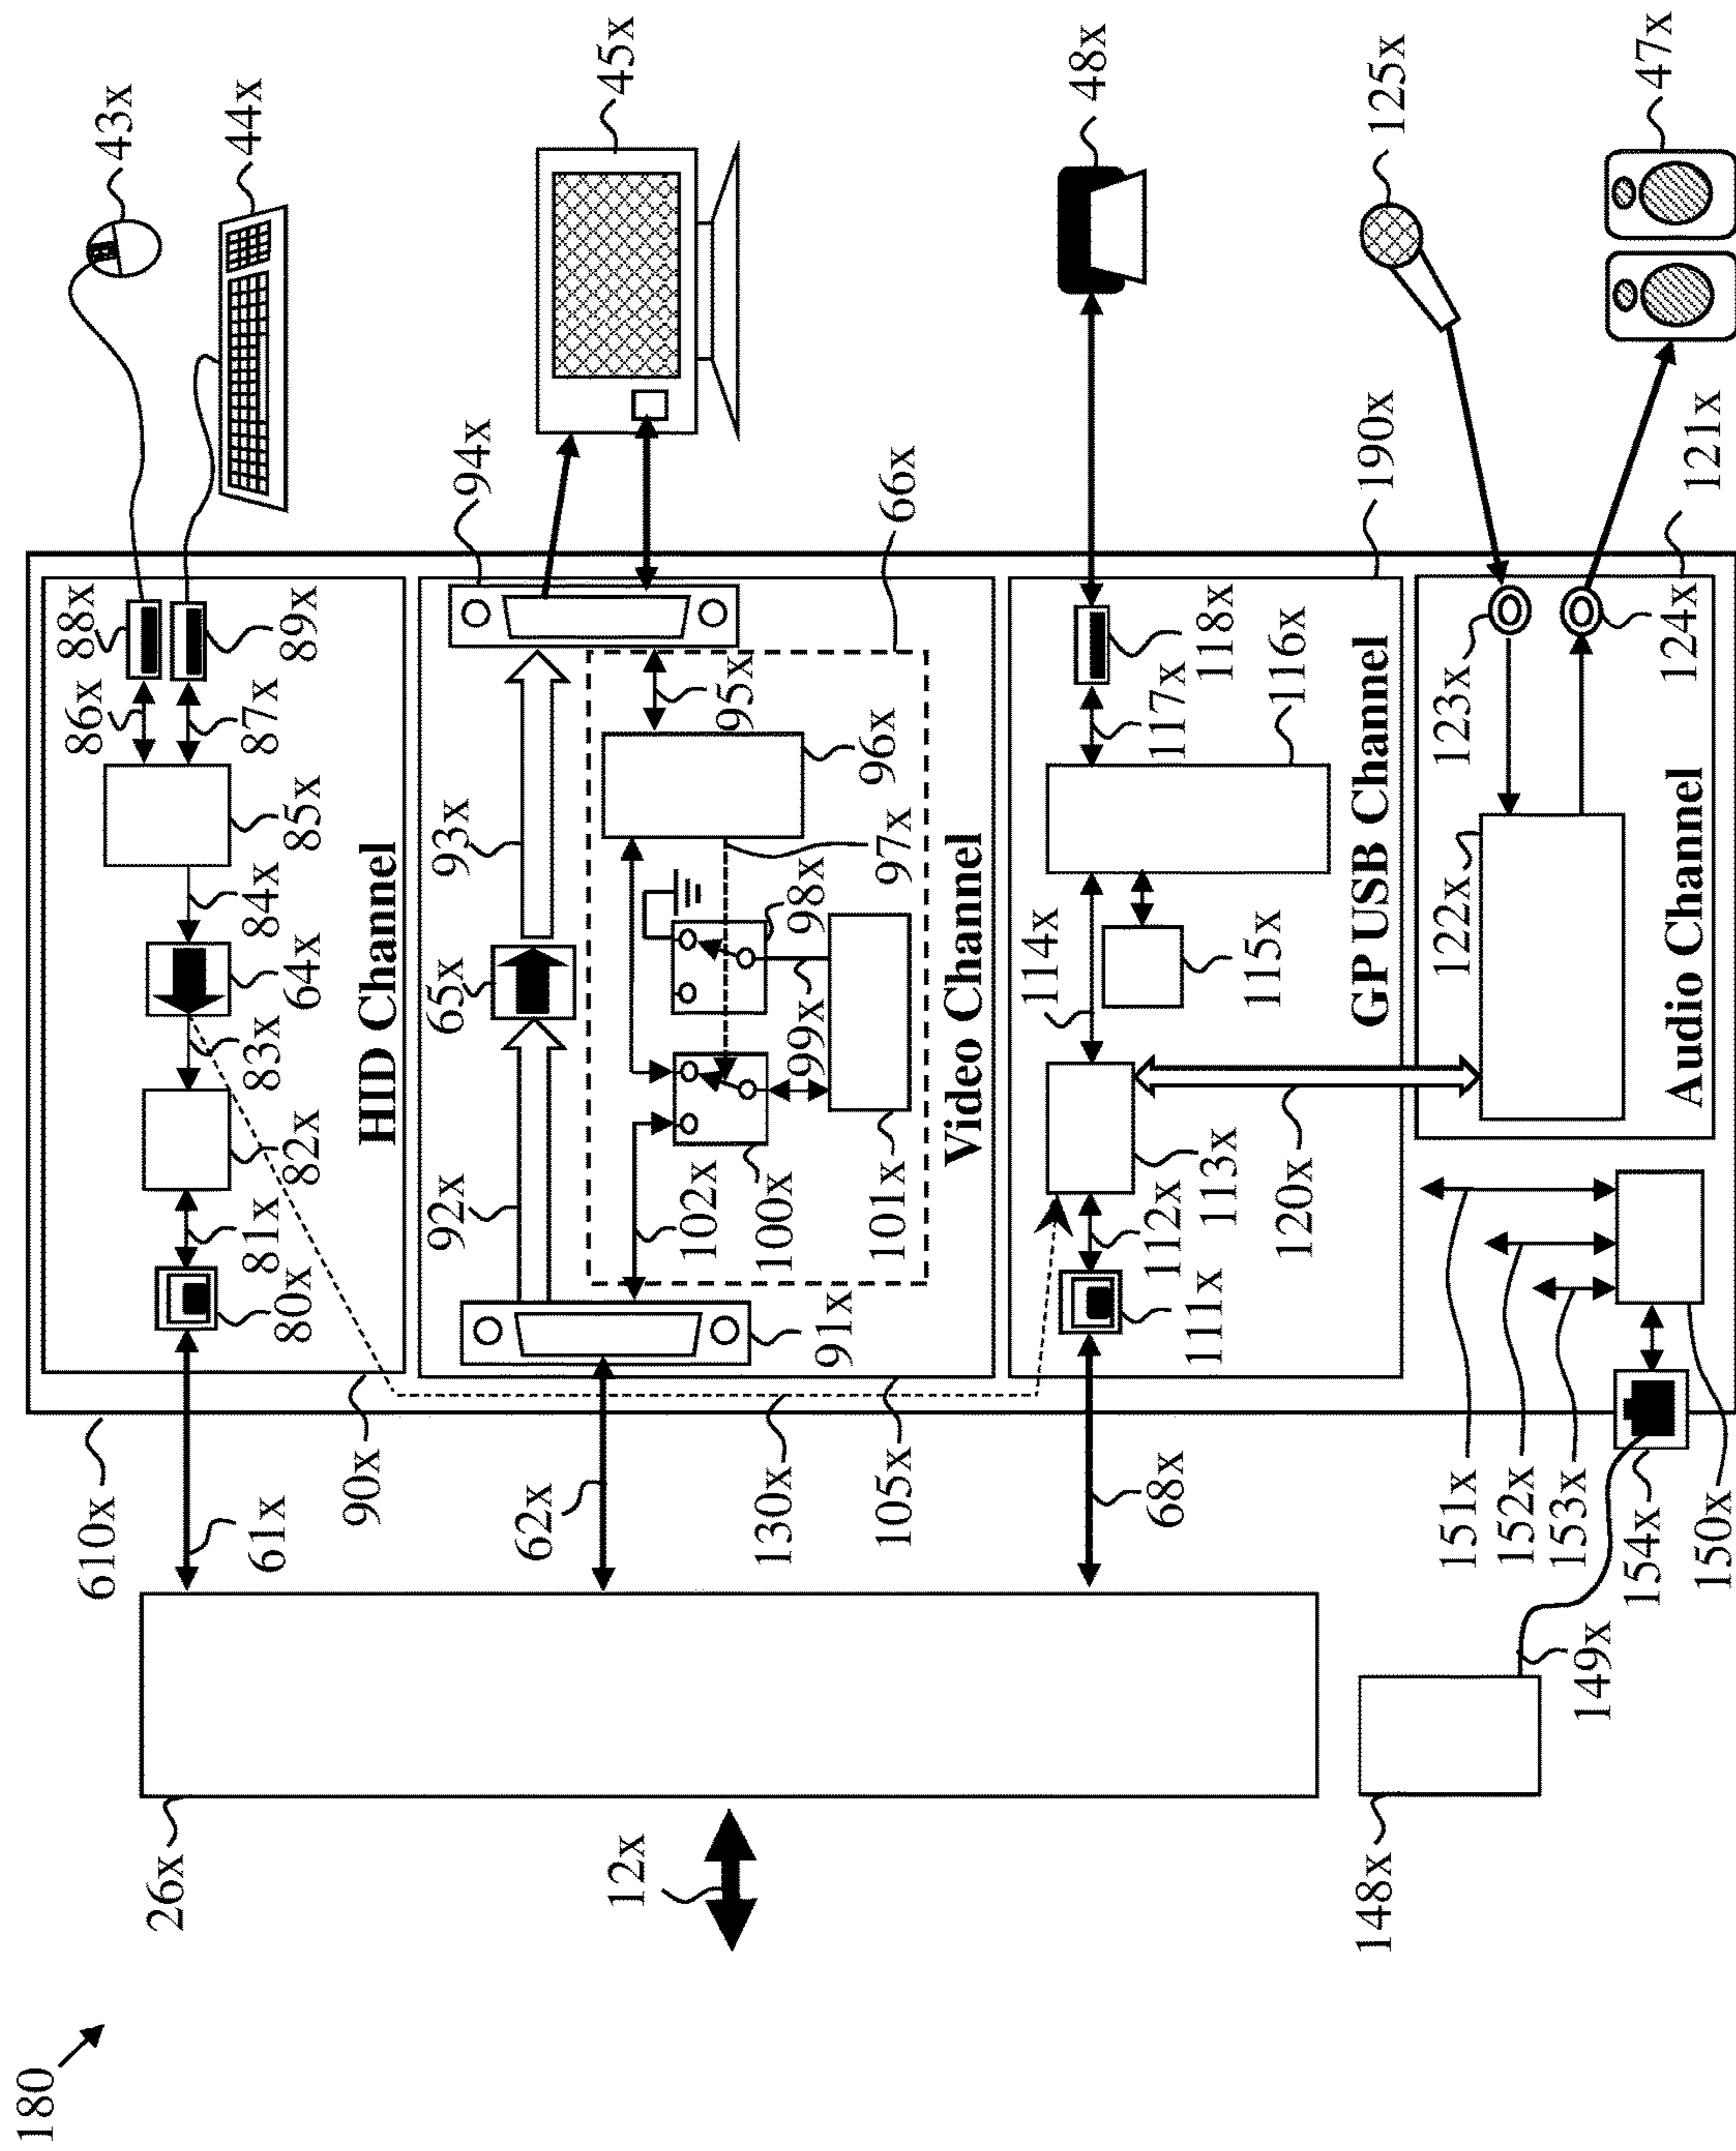 180
12x
26x
148x
149x
610x
61x
90x
62x
130x
105x
68x
151x
152x
153x
154x
150x
80x
81x
82x
83x
64x
84x
85x
86x
87x
88x
89x
HID Channel
43x
44x
91x
92x
65x
93x
94x
102x
100x
101x
99x
98x
97x
96x
95x
66x
Video Channel
45x
111x
112x
113x
114x
115x
116x
117x
118x
120x
190x
GP USB Channel
48x
122x
123x
124x
121x
Audio Channel
125x
47x